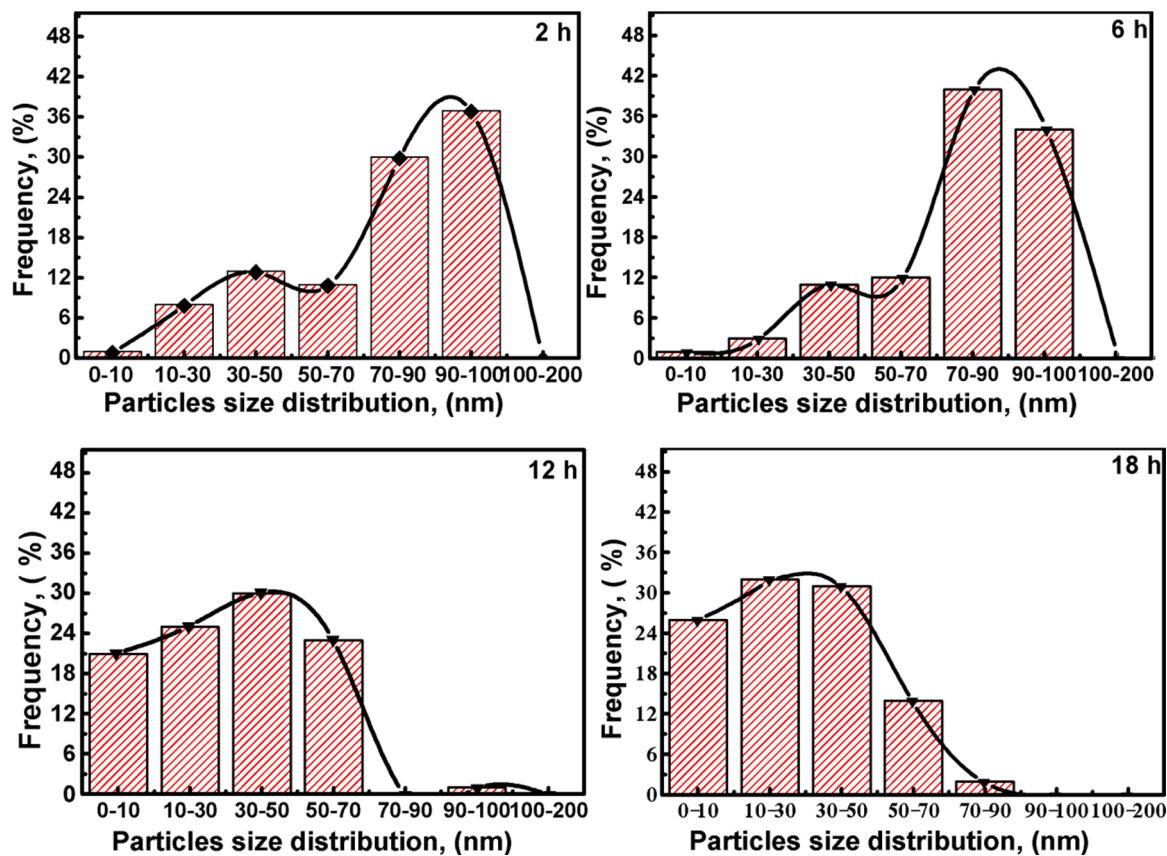 2 h
Frequency, (%)
48
42
36
30
24
18
12
6
0
0-10 10-30 30-50 50-70 70-90 90-100 100-200
Particles size distribution, (nm)
6 h
Frequency, (%)
48
42
36
30
24
18
12
6
0
0-10 10-30 30-50 50-70 70-90 90-100 100-200
Particles size distribution, (nm)
12 h
Frequency, ( %)
48
42
36
30
24
18
12
6
0
0-10 10-30 30-50 50-70 70-90 90-100 100-200
Particles size distribution, (nm)
18 h
Frequency, ( %)
48
42
36
30
24
18
12
6
0
0-10 10-30 30-50 50-70 70-90 90-100 100-200
Particles size distribution, (nm)